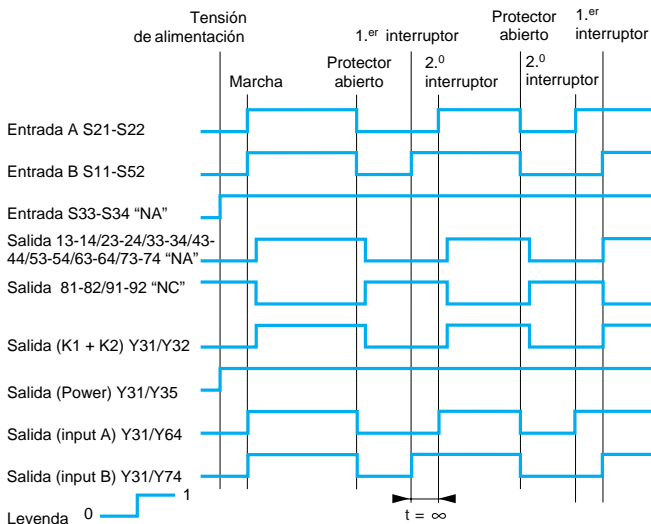 Tensión
de alimentación
Marcha
Protector
abierto
1.er interruptor
2.0
interruptor
Protector
abierto
2.0
interruptor
1.er
interruptor
Entrada A S21-S22
Entrada B S11-S52
Entrada S33-S34 “NA”
Salida 13-14/23-24/33-34/43-
44/53-54/63-64/73-74 “NA”
Salida 81-82/91-92 “NC”
Salida (K1 + K2) Y31/Y32
Salida (Power) Y31/Y35
Salida (input A) Y31/Y64
Salida (input B) Y31/Y74
Leyenda 0 1
t = ∞